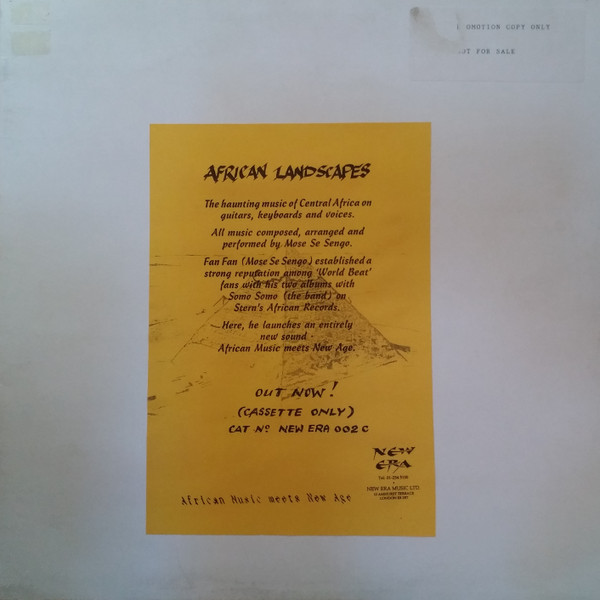 OMOTION COPY ONLY
OT FOR SALE
AFRICAN LANDSCAPES
The haunting music of Central Africa on
guitars, keyboards and voices.
All music composed, arranged and
performed by Mose Se Sengo.
Fan Fan (Mose Se Sengo) established a
strong reputation among 'World Beat'
fans with his two albums with
Somo Somo (the band) on
Stern's African Records.
Here, he launches an entirely
new sound -
African Music meets New Age.
OUT NOW!
(CASSETTE ONLY)
CAT Nº NEW ERA 002 C
NEW
ERA
NEW ERA MUSIC LTD
African Music meets New Age